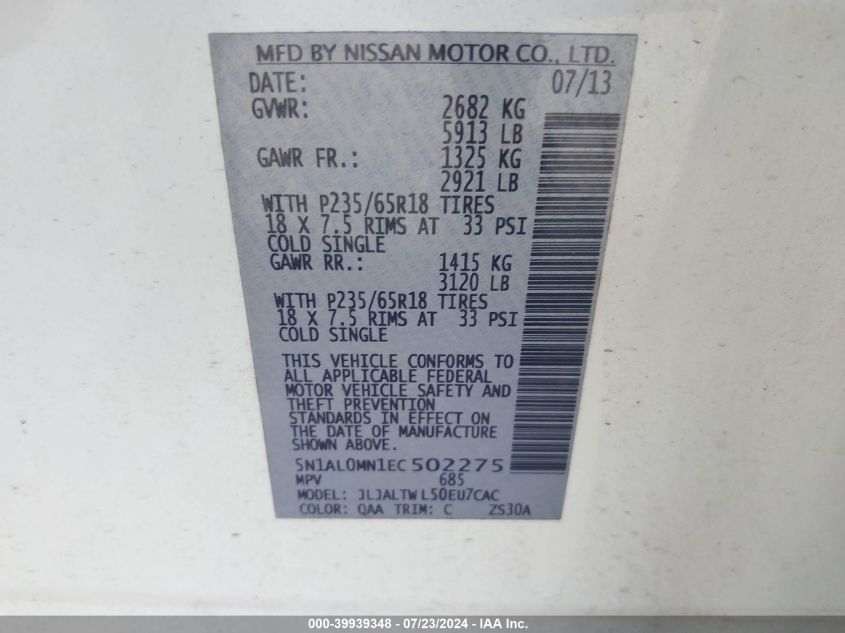 MFD BY NISSAN MOTOR CO., LTD.
DATE: 07/13
GVWR: 2682 KG
5913 LB
GAWR FR.: 1325 KG
2921 LB
WITH P235/65R18 TIRES
18 X 7.5 RIMS AT 33 PSI
COLD SINGLE
GAWR RR.: 1415 KG
3120 LB
WITH P235/65R18 TIRES
18 X 7.5 RIMS AT 33 PSI
COLD SINGLE
THIS VEHICLE CONFORMS TO
ALL APPLICABLE FEDERAL
MOTOR VEHICLE SAFETY AND
THEFT PREVENTION
STANDARDS IN EFFECT ON
THE DATE OF MANUFACTURE
SHOWN ABOVE.
5N1AL0MN1EC502275
MPV 685
MODEL: JLJALTWL50EU7CAC
COLOR: QAA TRIM: C ZS30A
000-39939348 - 07/23/2024 - IAA Inc.